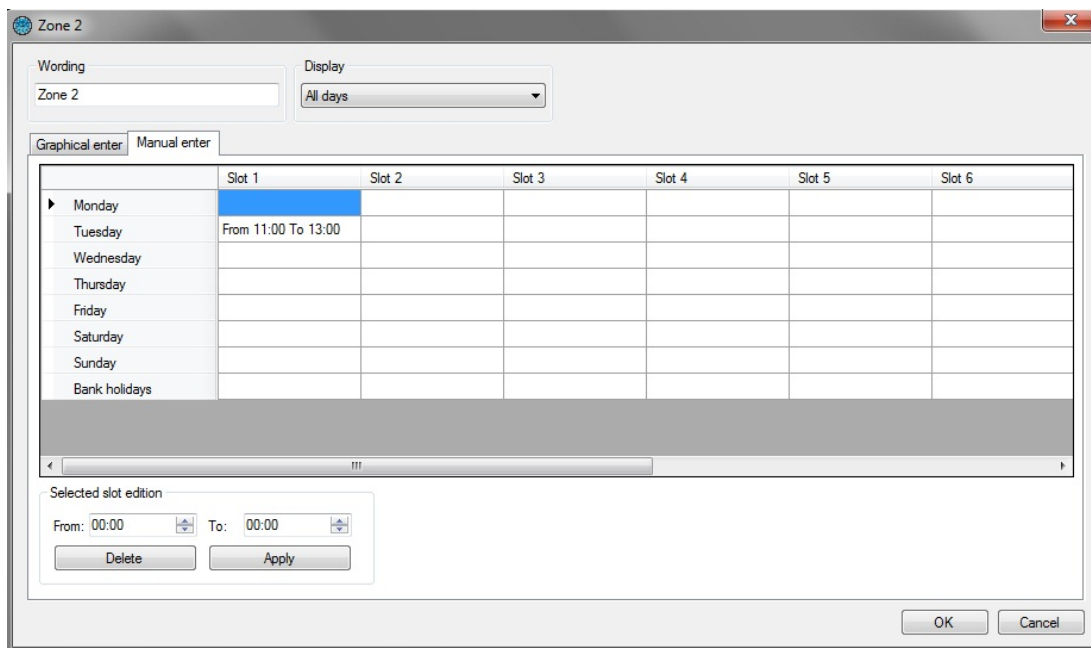 Zone 2
Wording
Display
Zone 2
All days
Graphical enter
Manual enter
Slot 1 Slot 2 Slot 3 Slot 4 Slot 5 Slot 6
Monday
Tuesday From 11:00 To 13:00
Wednesday
Thursday
Friday
Saturday
Sunday
Bank holidays
Selected slot edition
From: 00:00 To: 00:00
Delete Apply
OK Cancel